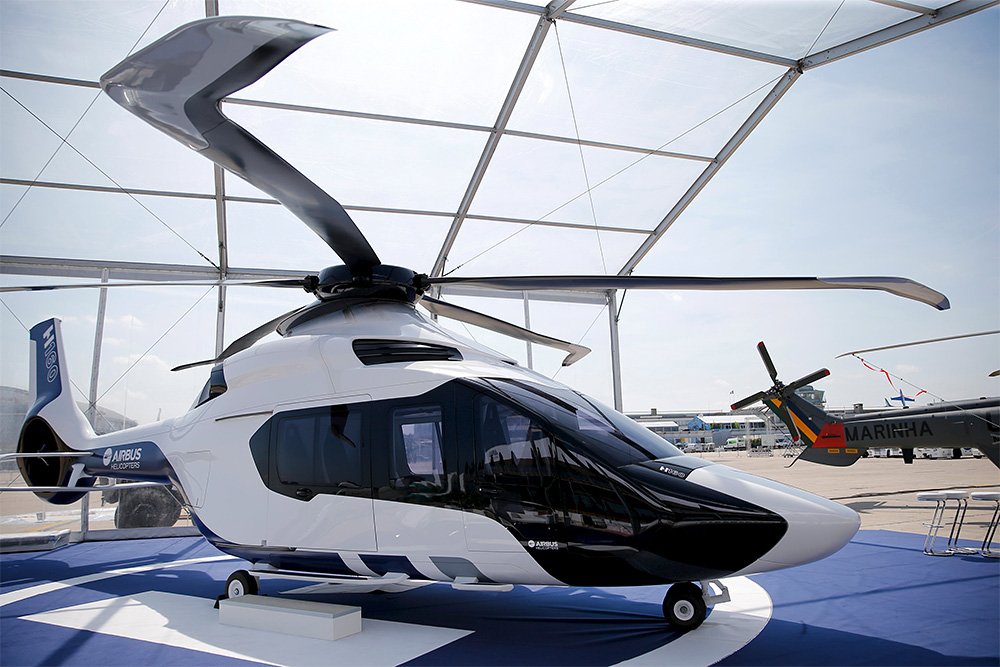 H160
AIRBUS
HELICOPTERS
H160
AIRBUS
HELICOPTERS
MARINHA